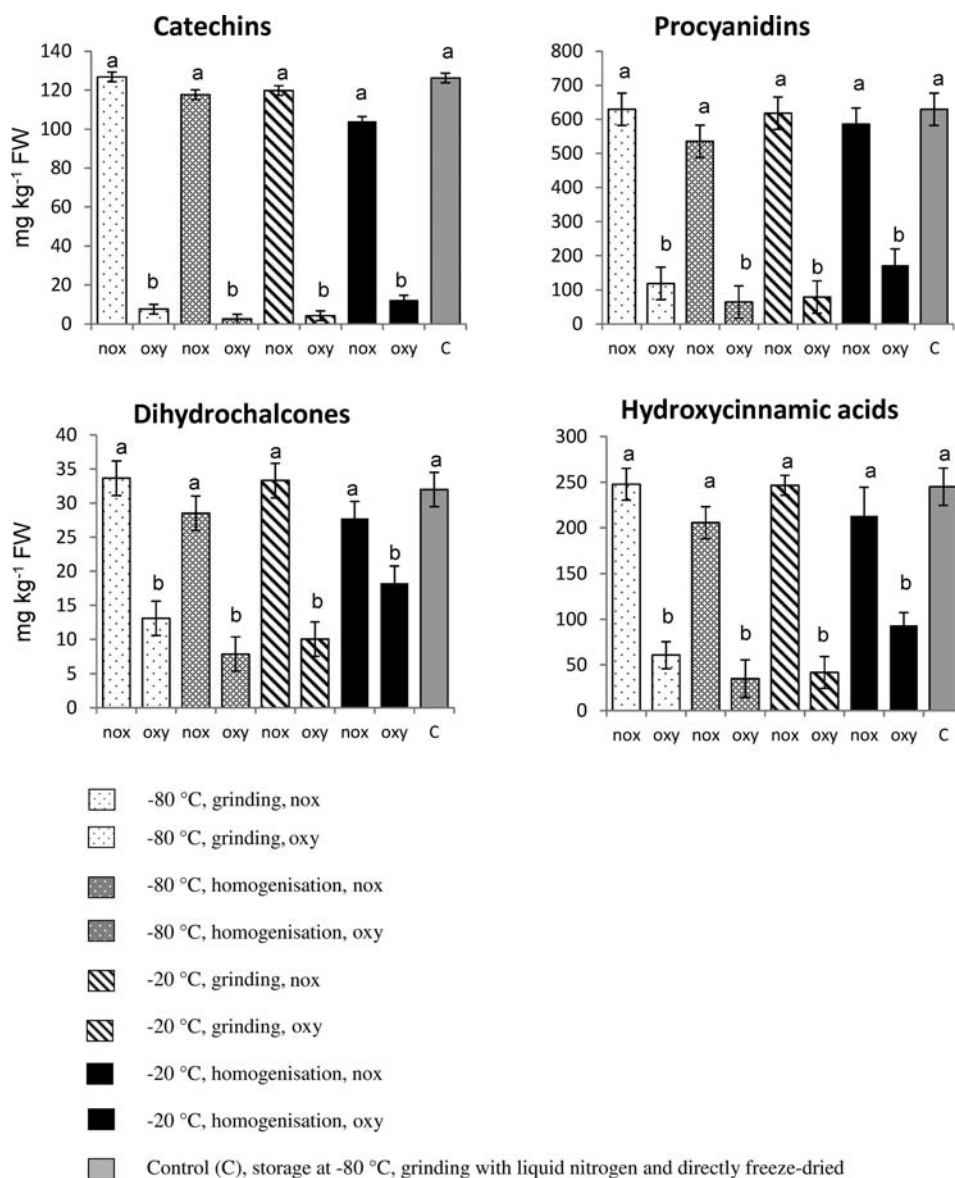 Catechins
a
a
a
a
a
b
b
b
b
140
120
100
80
60
40
20
0
mg kg⁻¹ FW
nox oxy nox oxy nox oxy nox oxy C
Procyanidins
a
a
a
a
a
b
b
b
b
800
700
600
500
400
300
200
100
0
nox oxy nox oxy nox oxy nox oxy C
Dihydrochalcones
a
a
a
a
a
b
b
b
b
40
35
30
25
20
15
10
5
0
mg kg⁻¹ FW
nox oxy nox oxy nox oxy nox oxy C
Hydroxycinnamic acids
a
a
a
a
a
b
b
b
b
300
250
200
150
100
50
0
nox oxy nox oxy nox oxy nox oxy C
-80 °C, grinding, nox
-80 °C, grinding, oxy
-80 °C, homogenisation, nox
-80 °C, homogenisation, oxy
-20 °C, grinding, nox
-20 °C, grinding, oxy
-20 °C, homogenisation, nox
-20 °C, homogenisation, oxy
Control (C), storage at -80 °C, grinding with liquid nitrogen and directly freeze-dried